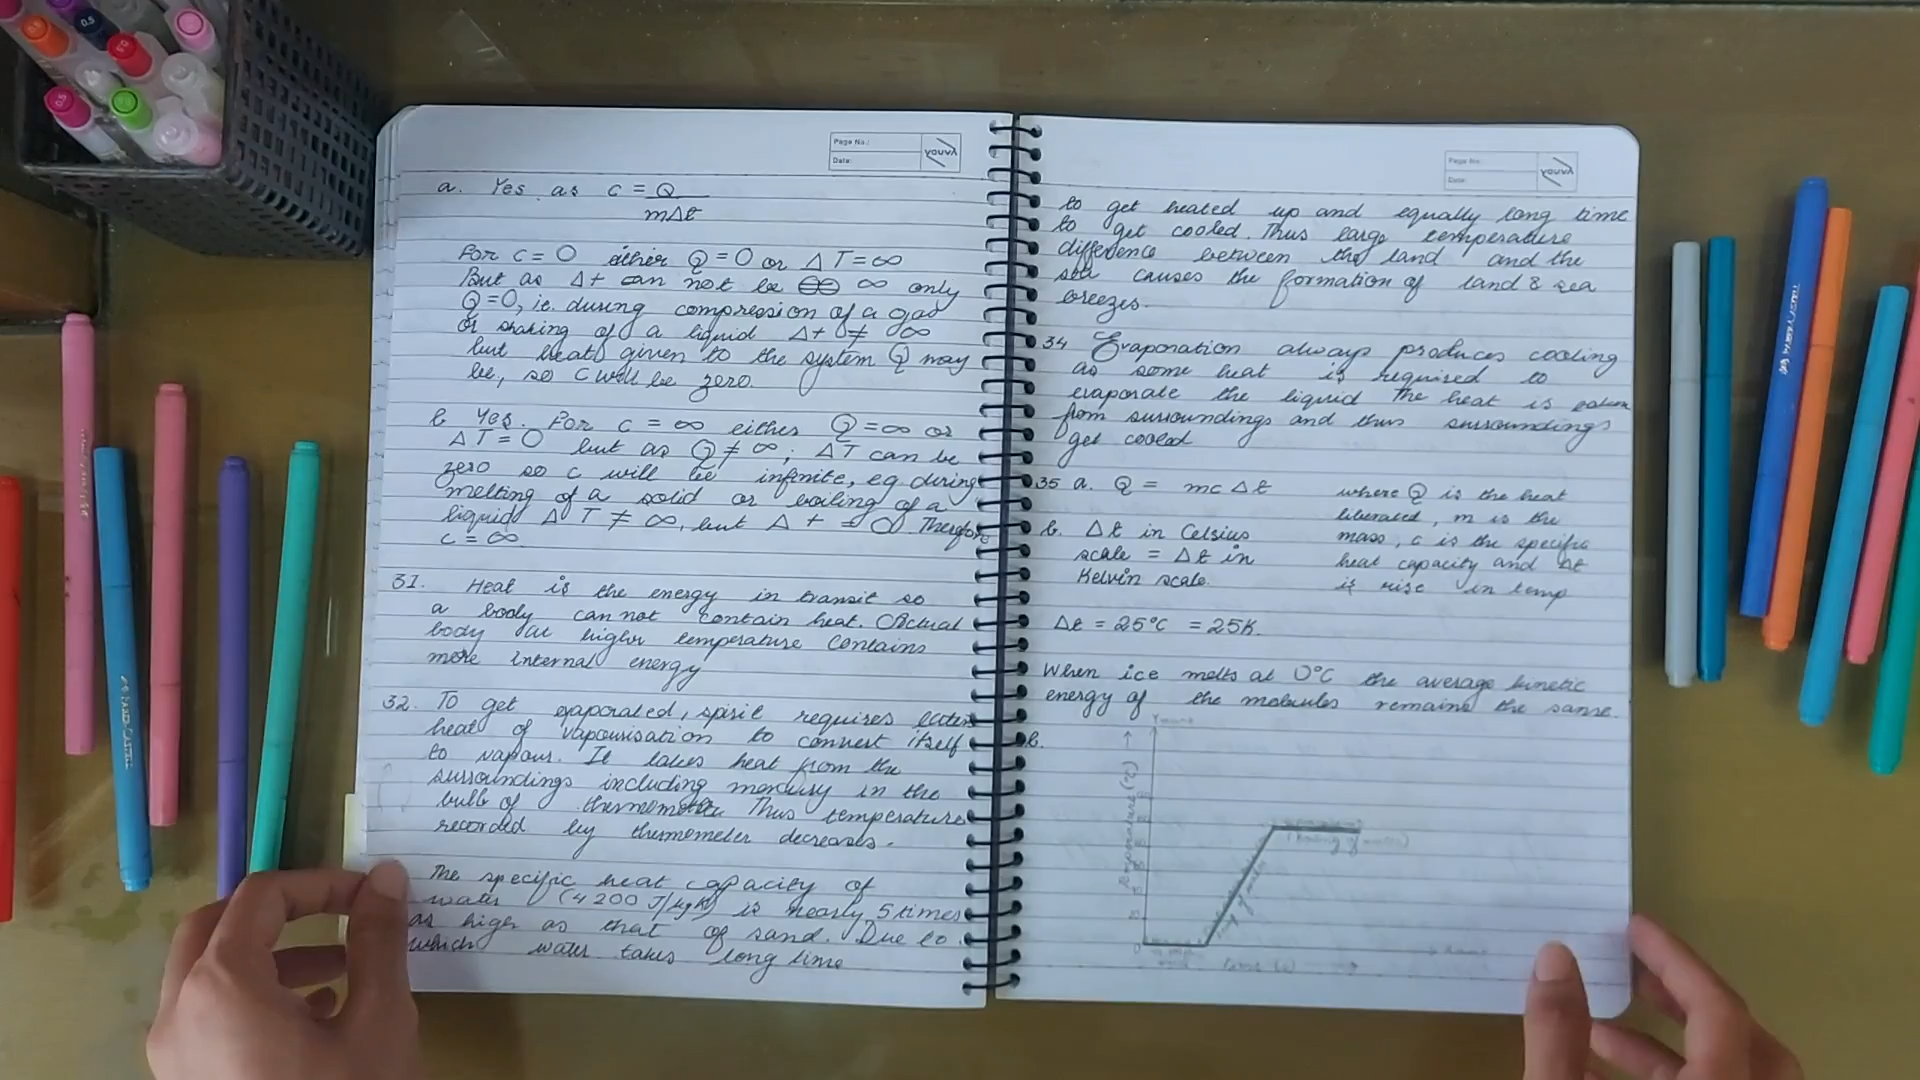 Page No.:
Date:
youva
a. Yes as c = Q
mΔt
For c = 0 either Q = 0 or ΔT = ∞
But as Δt can not be ∞ only
Q = 0, i.e. during compression of a gas
or shaking of a liquid Δt ≠ ∞
but heat given to the system Q may
be, so c will be zero.
b Yes. For c = ∞ either Q = ∞ or
ΔT = 0 but as Q ≠ ∞; ΔT can be
zero so c will be infinite, eg during
melting of a solid or boiling of a
liquid ΔT ≠ ∞, but Δt = 0. Therefore
c = ∞
31. Heat is the energy in transit so
a body can not contain heat. Actual
body at higher temperature contains
more internal energy
32. To get evaporated, spirit requires latent
heat of vapourisation to convert itself
to vapour. It takes heat from the
surroundings including mercury in the
bulb of thermometer Thus temperature
recorded by thermometer decreases.
The specific heat capacity of
water (4200 J/kgK) is nearly 5 times
as high as that of sand. Due to
which water takes long time
Page No.:
Date:
youva
to get heated up and equally long time
to get cooled. Thus large temperature
difference between the land and the
sea causes the formation of land & sea
breezes.
34 Evaporation always produces cooling
as some heat is required to
evaporate the liquid The heat is taken
from surroundings and thus surroundings
get cooled
35 a. Q = mcΔt
where Q is the heat
liberated, m is the
mass, c is the specific
heat capacity and Δt
is rise in temp
b. Δt in Celsius
scale = Δt in
Kelvin scale.
Δt = 25°C = 25K.
When ice melts at 0°C the average kinetic
energy of the molecules remains the same.
b.
Temperature (°C)
0